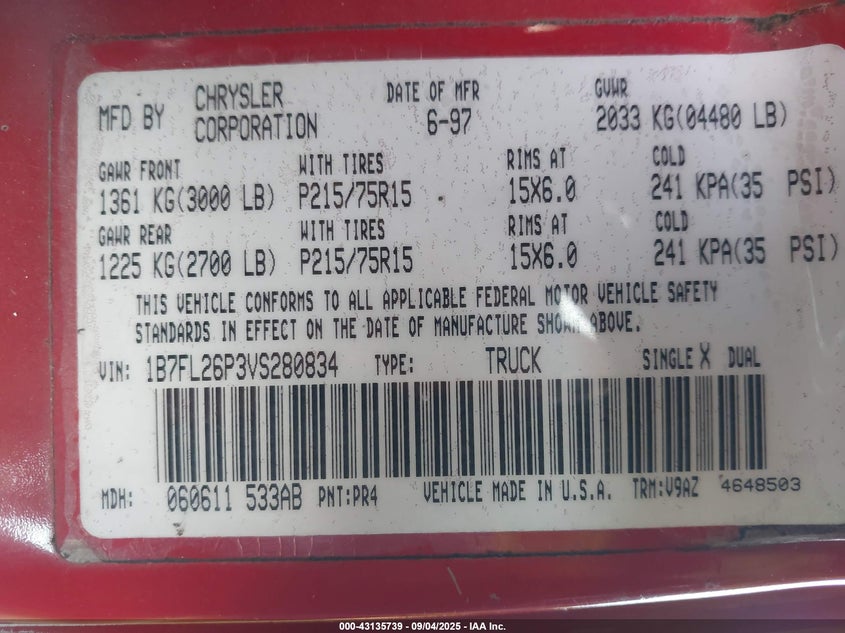 MFD BY CHRYSLER CORPORATION DATE OF MFR 6-97 GVWR 2033 KG(04480 LB)
GAWR FRONT WITH TIRES RIMS AT COLD
1361 KG(3000 LB) P215/75R15 15X6.0 241 KPA(35 PSI)
GAWR REAR WITH TIRES RIMS AT COLD
1225 KG(2700 LB) P215/75R15 15X6.0 241 KPA(35 PSI)
THIS VEHICLE CONFORMS TO ALL APPLICABLE FEDERAL MOTOR VEHICLE SAFETY
STANDARDS IN EFFECT ON THE DATE OF MANUFACTURE SHOWN ABOVE.
VIN: 1B7FL26P3VS280834 TYPE: TRUCK SINGLE X DUAL
MDH: 060611 533AB PNT:PR4 VEHICLE MADE IN U.S.A. TRM:V9AZ 4648503
000-43135739 - 09/04/2025 - IAA Inc.